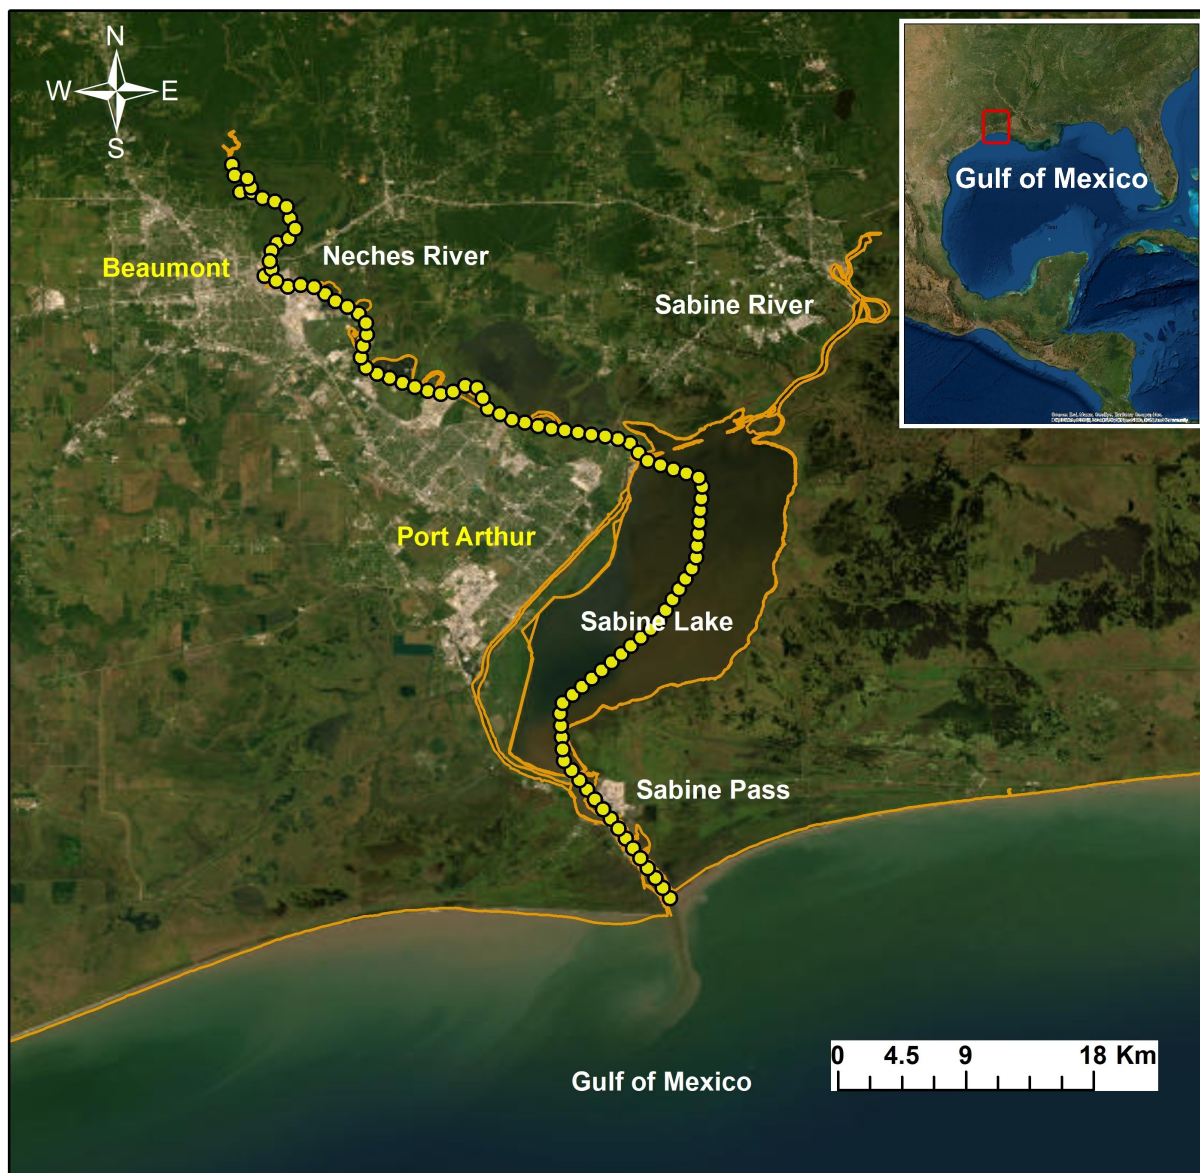 N
W E
S
Gulf of Mexico
Neches River
Beaumont
Sabine River
Port Arthur
Sabine Lake
Sabine Pass
0 4.5 9 18 Km
Gulf of Mexico